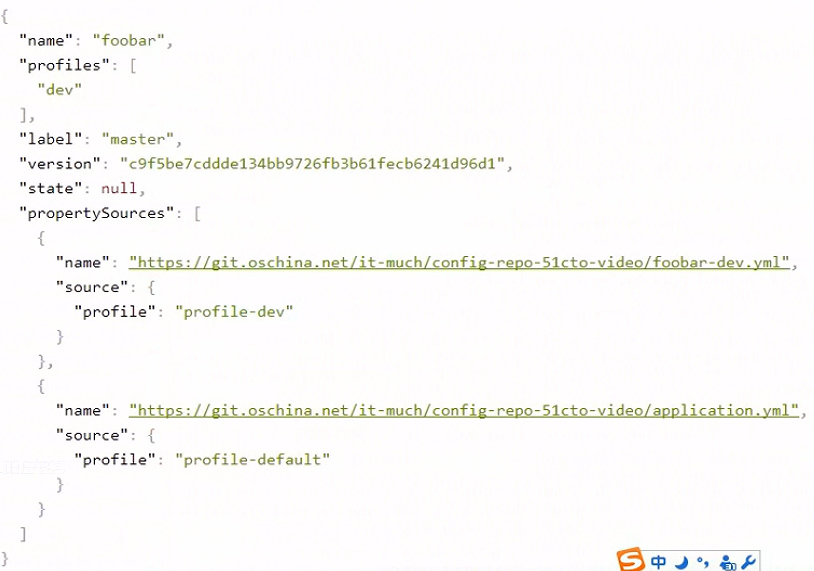 {
"name": "foobar",
"profiles": [
"dev"
],
"label": "master",
"version": "c9f5be7cddde134bb9726fb3b61fecb6241d96d1",
"state": null,
"propertySources": [
{
"name": "https://git.oschina.net/it-much/config-repo-51cto-video/foobar-dev.yml",
"source": {
"profile": "profile-dev"
}
},
{
"name": "https://git.oschina.net/it-much/config-repo-51cto-video/application.yml",
"source": {
"profile": "profile-default"
}
}
]
}
S 中